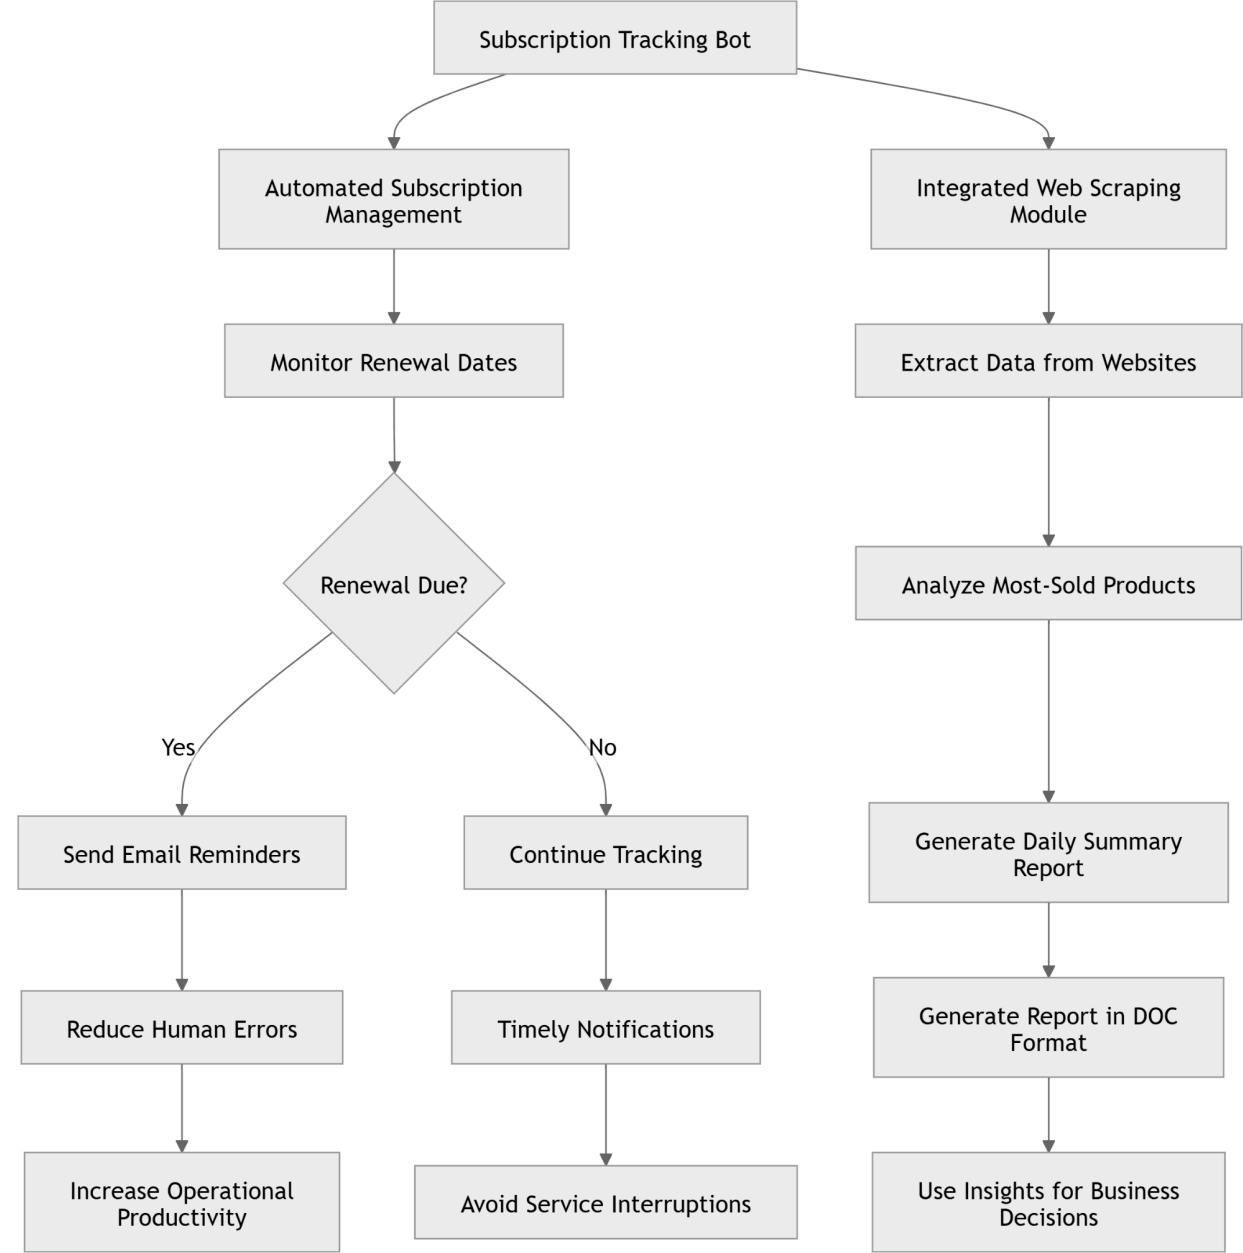 Subscription Tracking Bot
Automated Subscription
Management
Integrated Web Scraping
Module
Monitor Renewal Dates
Extract Data from Websites
Renewal Due?
Analyze Most-Sold Products
Yes
No
Send Email Reminders
Continue Tracking
Generate Daily Summary
Report
Reduce Human Errors
Timely Notifications
Generate Report in DOC
Format
Increase Operational
Productivity
Avoid Service Interruptions
Use Insights for Business
Decisions